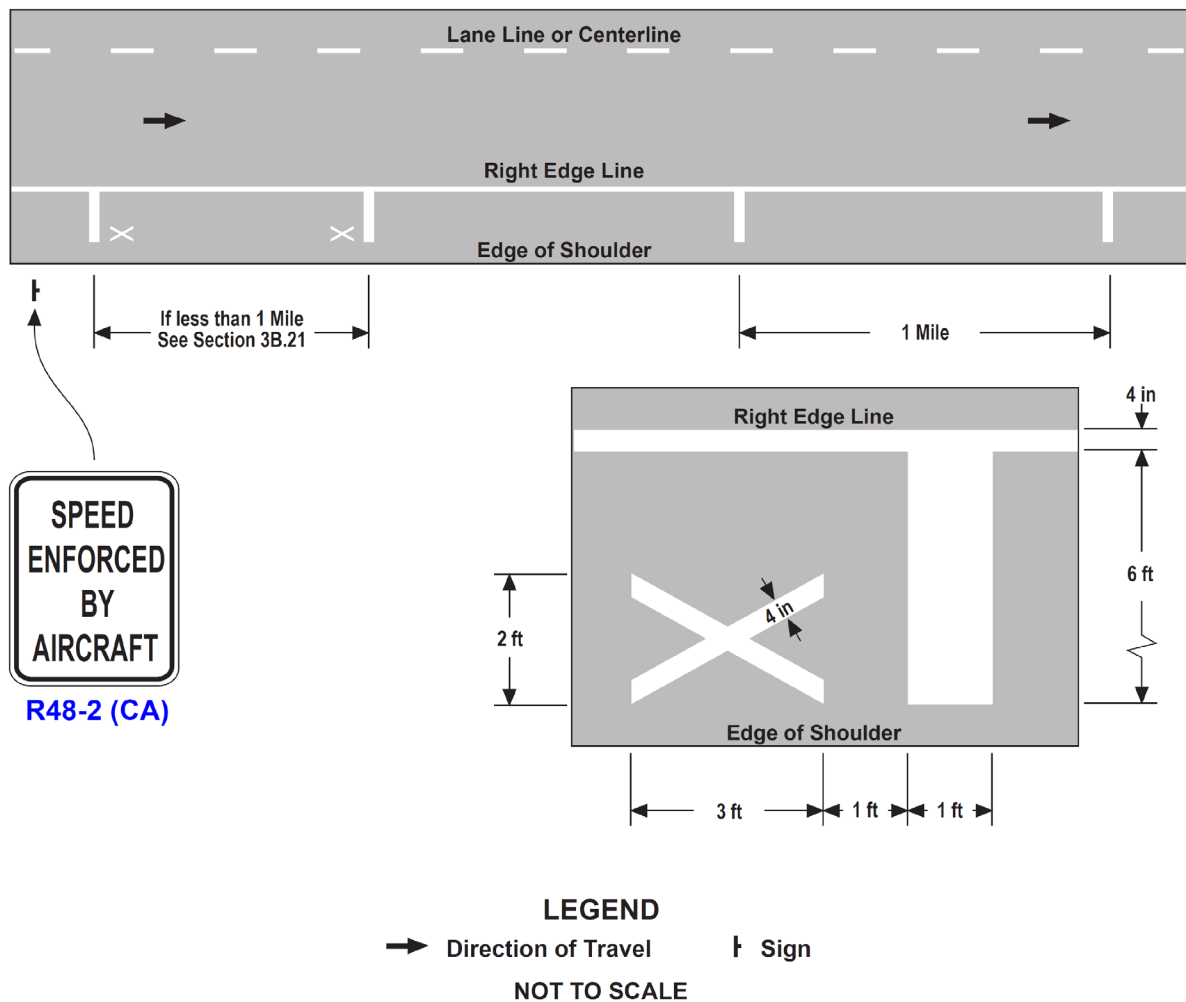 Lane Line or Centerline
Right Edge Line
Edge of Shoulder
If less than 1 Mile
See Section 3B.21
1 Mile
SPEED
ENFORCED
BY
AIRCRAFT
R48-2 (CA)
Right Edge Line
4 in
6 ft
2 ft
4 in
Edge of Shoulder
3 ft
1 ft
1 ft
LEGEND
Direction of Travel
Sign
NOT TO SCALE